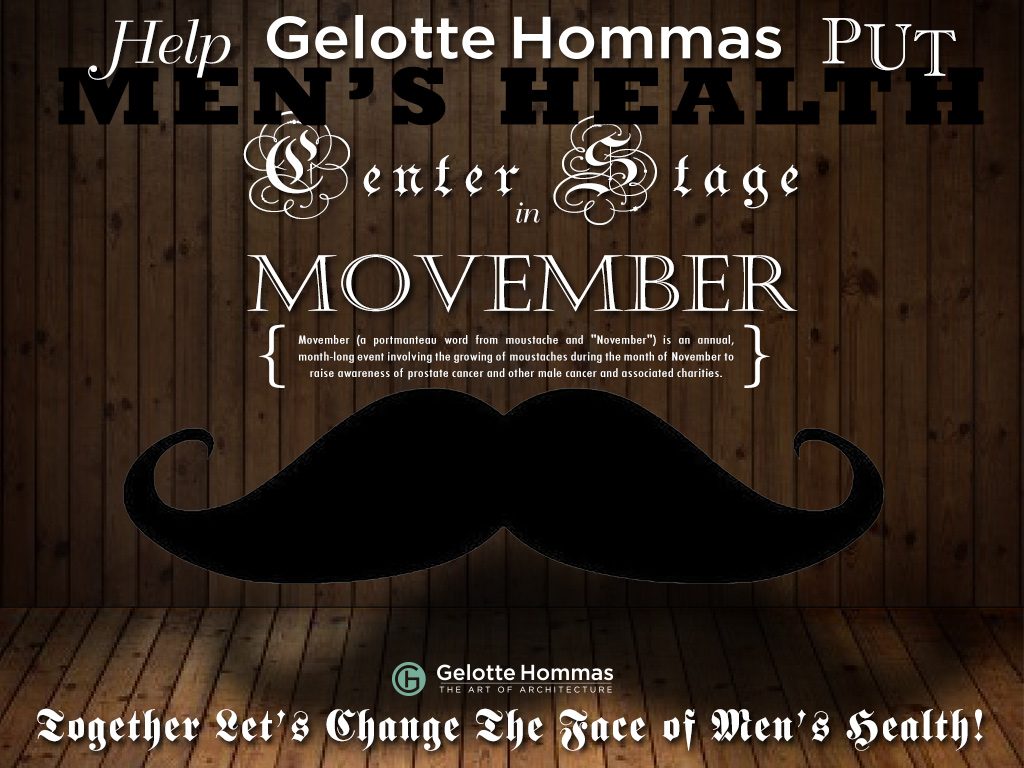 Help Gelotte Hommas PUT
MEN'S HEALTH
Center Stage
in
MOVEMBER
{ Movember (a portmanteau word from moustache and "November") is an annual, }
month-long event involving the growing of moustaches during the month of November to
raise awareness of prostate cancer and other male cancer and associated charities.
G Gelotte Hommas
THE ART OF ARCHITECTURE
Together Let's Change The Face of Men's Health!